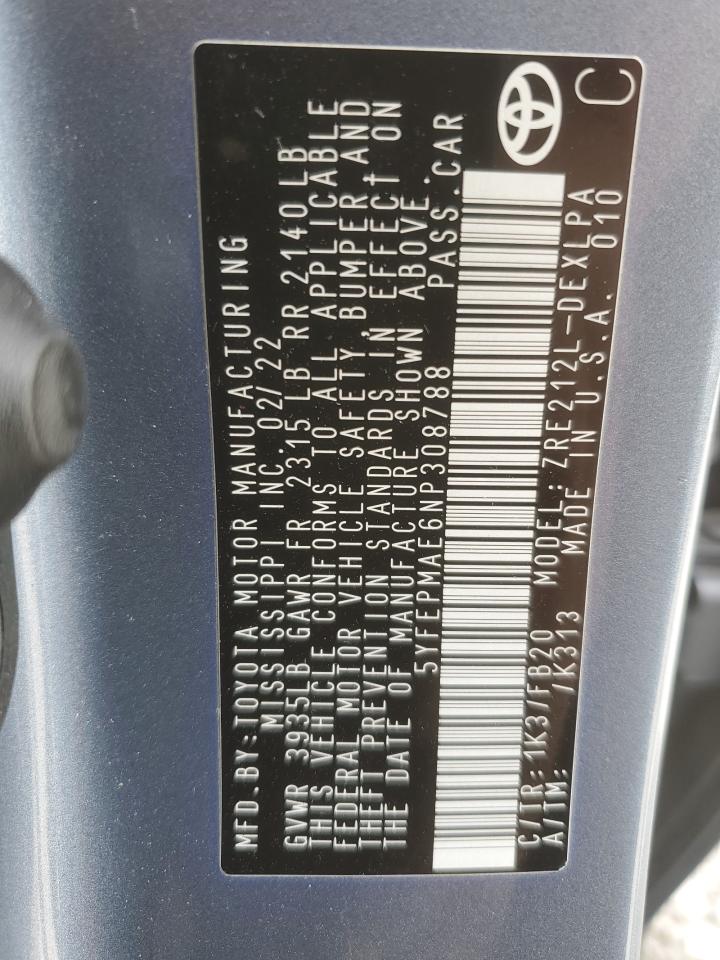 MFD.BY:TOYOTA MOTOR MANUFACTURING
MISSISSIPPI INC.02/22
GVWR 3935LB GAWR FR 2315 LB RR 2140LB
THIS VEHICLE CONFORMS TO ALL APPLICABLE
FEDERAL MOTOR VEHICLE SAFETY, BUMPER AND
THEFT PREVENTION STANDARDS IN EFFECT ON
THE DATE OF MANUFACTURE SHOWN ABOVE.
5YFEPMAE6NP308788 PASS.CAR
C/TR:1K3/FB20 MODEL:ZRE212L-DEXLPA
A/TM: /K313 MADE IN U.S.A. 010
C